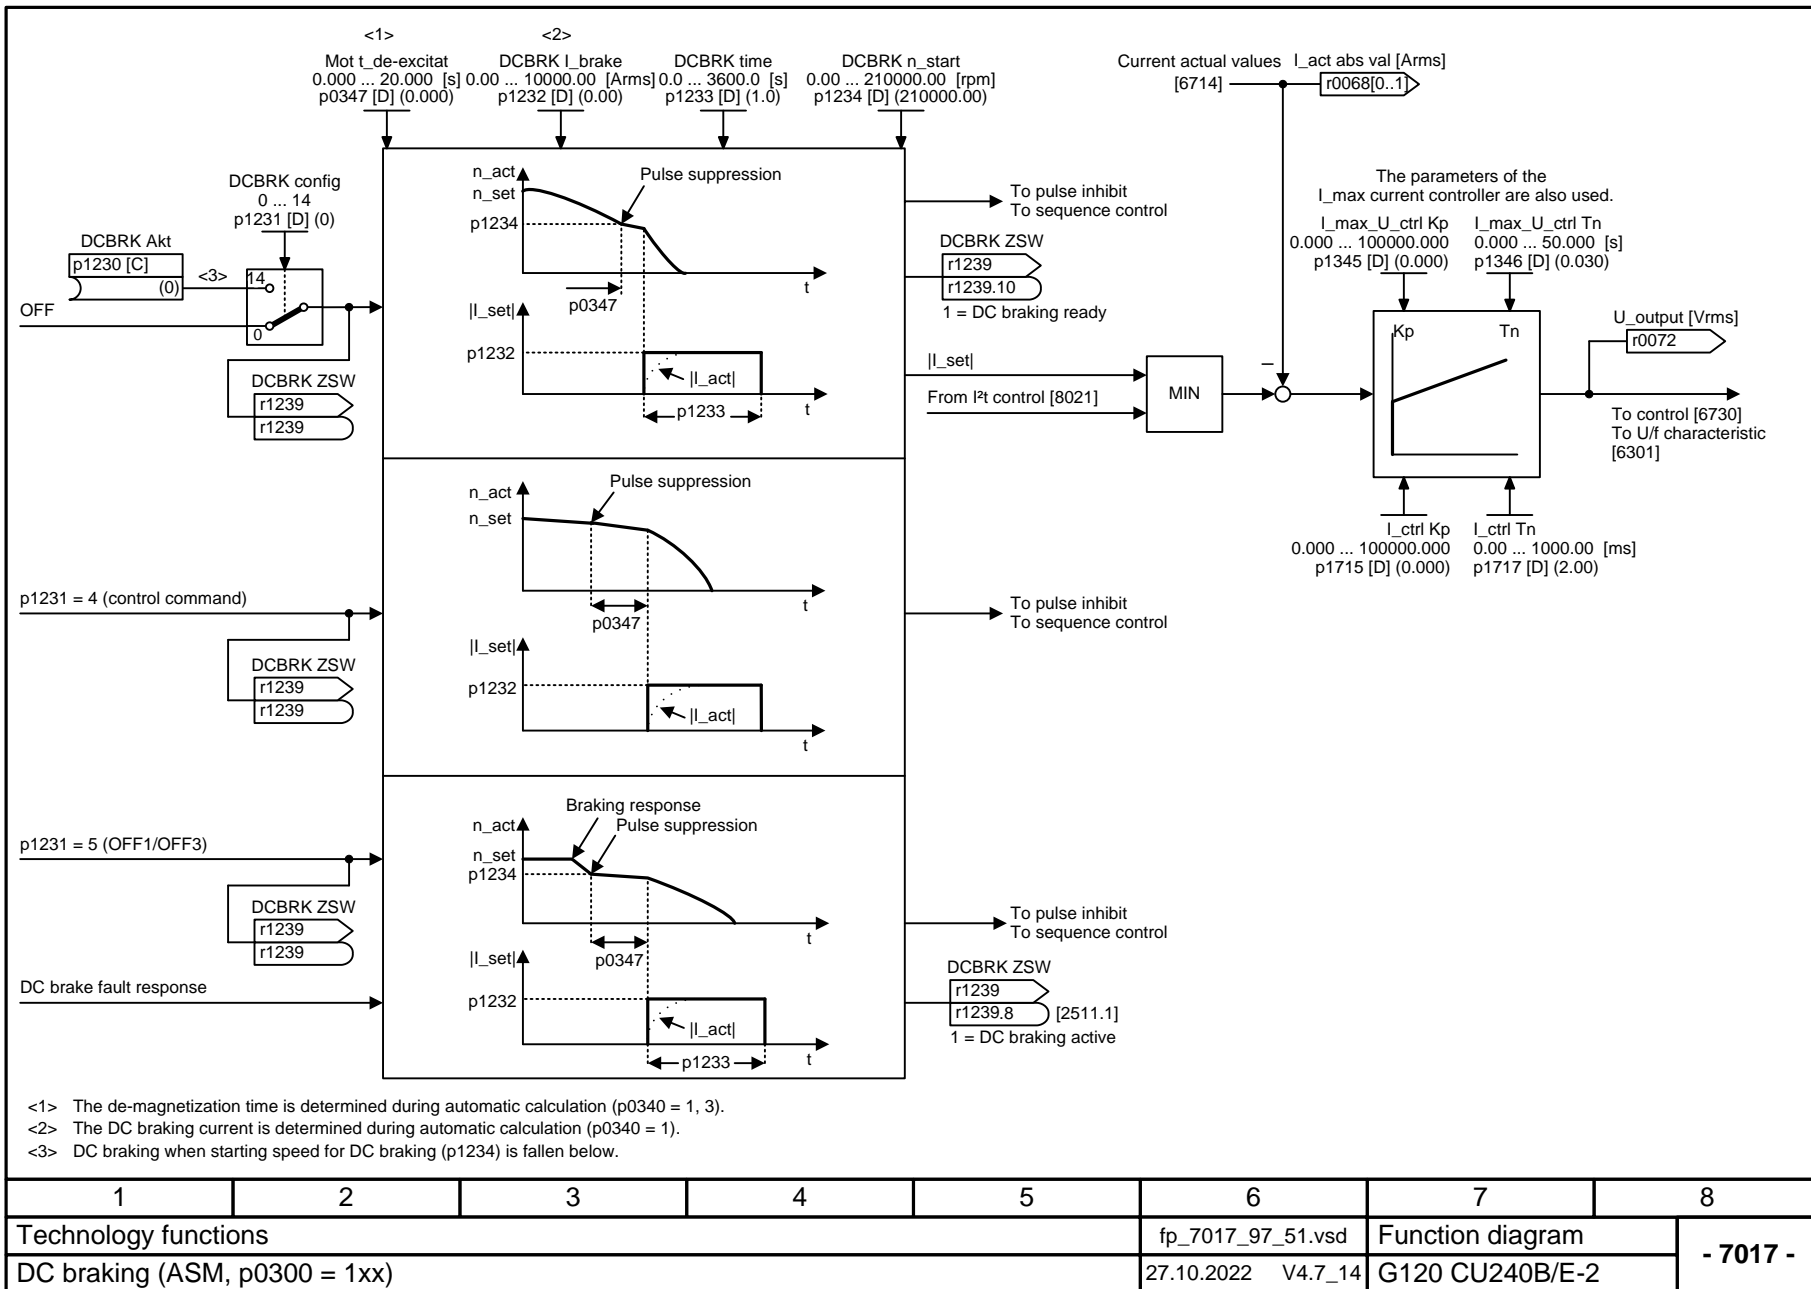 <1>
Mot t_de-excitat
0.000 ... 20.000 [s]
p0347 [D] (0.000)
<2>
DCBRK I_brake
0.00 ... 10000.00 [Arms]
p1232 [D] (0.00)
DCBRK time
0.0 ... 3600.0 [s]
p1233 [D] (1.0)
DCBRK n_start
0.00 ... 210000.00 [rpm]
p1234 [D] (210000.00)
Current actual values
[6714]
I_act abs val [Arms]
r0068[0..1]
DCBRK config
0 ... 14
p1231 [D] (0)
DCBRK Akt
p1230 [C]
(0)
<3>
14
0
OFF
DCBRK ZSW
r1239
r1239
n_act
n_set
p1234
Pulse suppression
t
p0347
|I_set|
p1232
|I_act|
p1233
t
To pulse inhibit
To sequence control
DCBRK ZSW
r1239
r1239.10
1 = DC braking ready
|I_set|
From I²t control [8021]
MIN
–
The parameters of the
I_max current controller are also used.
I_max_U_ctrl Kp
0.000 ... 100000.000
p1345 [D] (0.000)
I_max_U_ctrl Tn
0.000 ... 50.000 [s]
p1346 [D] (0.030)
Kp
Tn
I_ctrl Kp
0.000 ... 100000.000
p1715 [D] (0.000)
I_ctrl Tn
0.00 ... 1000.00 [ms]
p1717 [D] (2.00)
U_output [Vrms]
r0072
To control [6730]
To U/f characteristic
[6301]
p1231 = 4 (control command)
DCBRK ZSW
r1239
r1239
n_act
n_set
Pulse suppression
t
p0347
|I_set|
p1232
|I_act|
t
To pulse inhibit
To sequence control
p1231 = 5 (OFF1/OFF3)
DCBRK ZSW
r1239
r1239
DC brake fault response
Braking response
Pulse suppression
n_act
n_set
p1234
t
p0347
|I_set|
p1232
|I_act|
p1233
t
To pulse inhibit
To sequence control
DCBRK ZSW
r1239
r1239.8
[2511.1]
1 = DC braking active
<1> The de-magnetization time is determined during automatic calculation (p0340 = 1, 3).
<2> The DC braking current is determined during automatic calculation (p0340 = 1).
<3> DC braking when starting speed for DC braking (p1234) is fallen below.
1 2 3 4 5 6 7 8
Technology functions
fp_7017_97_51.vsd
Function diagram
- 7017 -
DC braking (ASM, p0300 = 1xx)
27.10.2022 V4.7_14
G120 CU240B/E-2